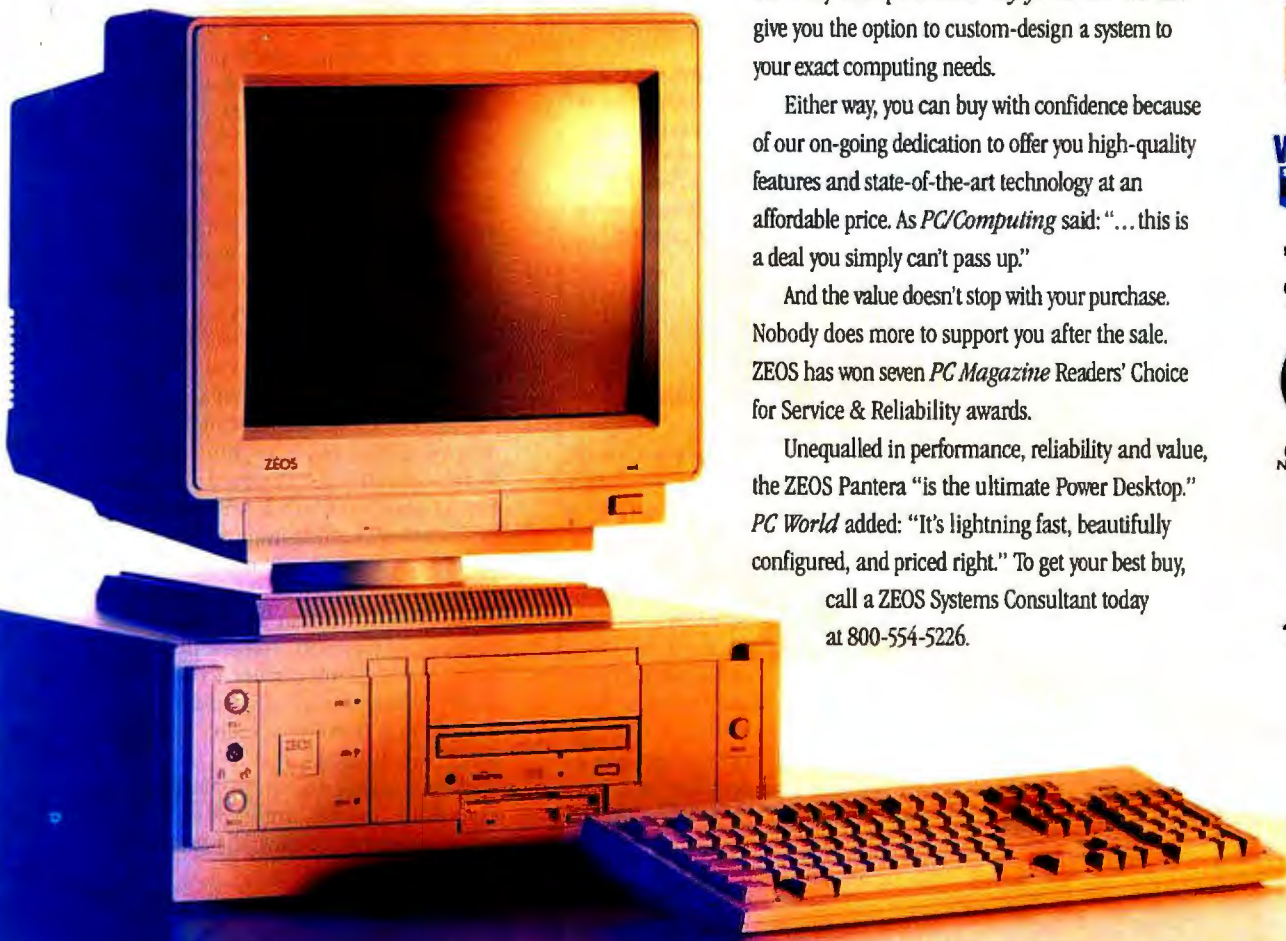 give you the option to custom-design a system to
your exact computing needs.
Either way, you can buy with confidence because
of our on-going dedication to offer you high-quality
features and state-of-the-art technology at an
affordable price. As PC/Computing said: “...this is
a deal you simply can't pass up.”
And the value doesn't stop with your purchase.
Nobody does more to support you after the sale.
ZEOS has won seven PC Magazine Readers' Choice
for Service & Reliability awards.
Unequalled in performance, reliability and value,
the ZEOS Pantera “is the ultimate Power Desktop.”
PC World added: “It's lightning fast, beautifully
configured, and priced right.” To get your best buy,
call a ZEOS Systems Consultant today
at 800-554-5226.
ZEOS
ZEOS